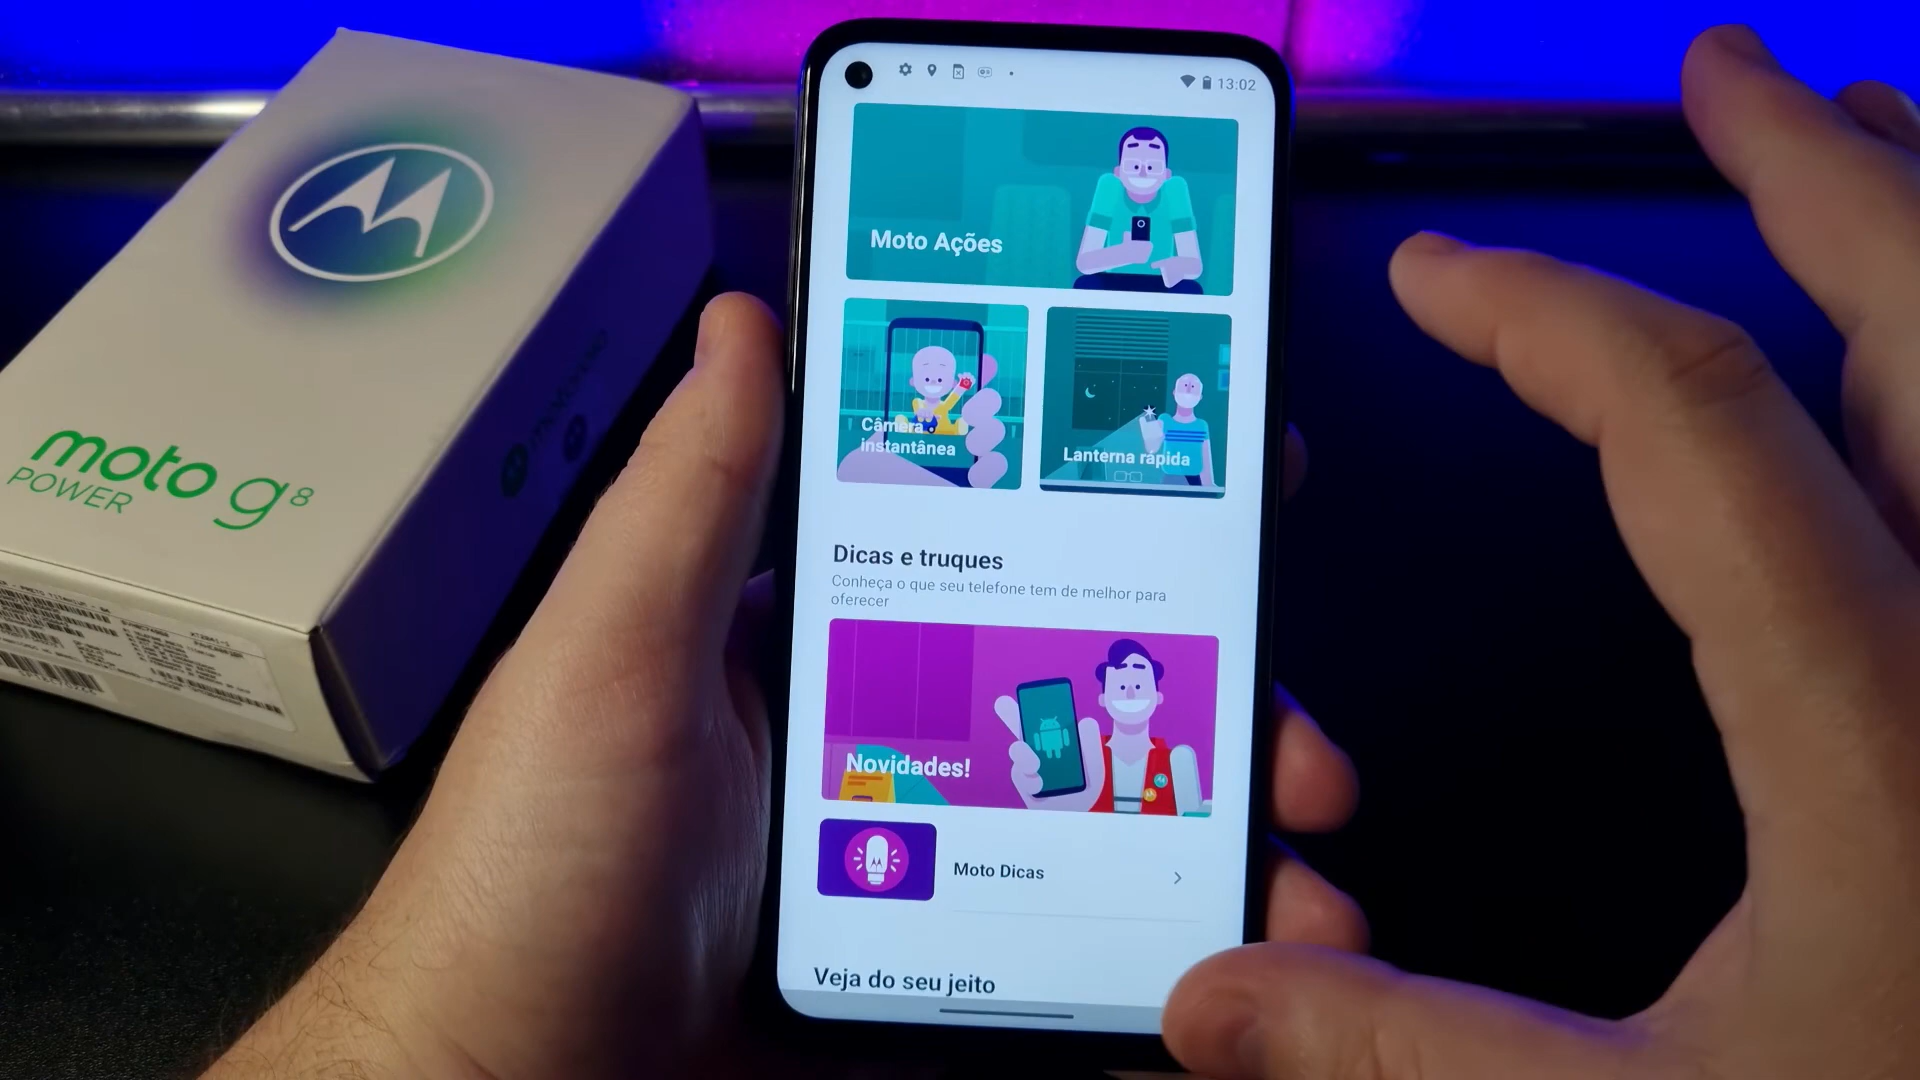 moto g8
POWER
13:02
Moto Ações
Câmera
instantânea
Lanterna rápida
Dicas e truques
Conheça o que seu telefone tem de melhor para
oferecer
Novidades!
Moto Dicas
Veja do seu jeito